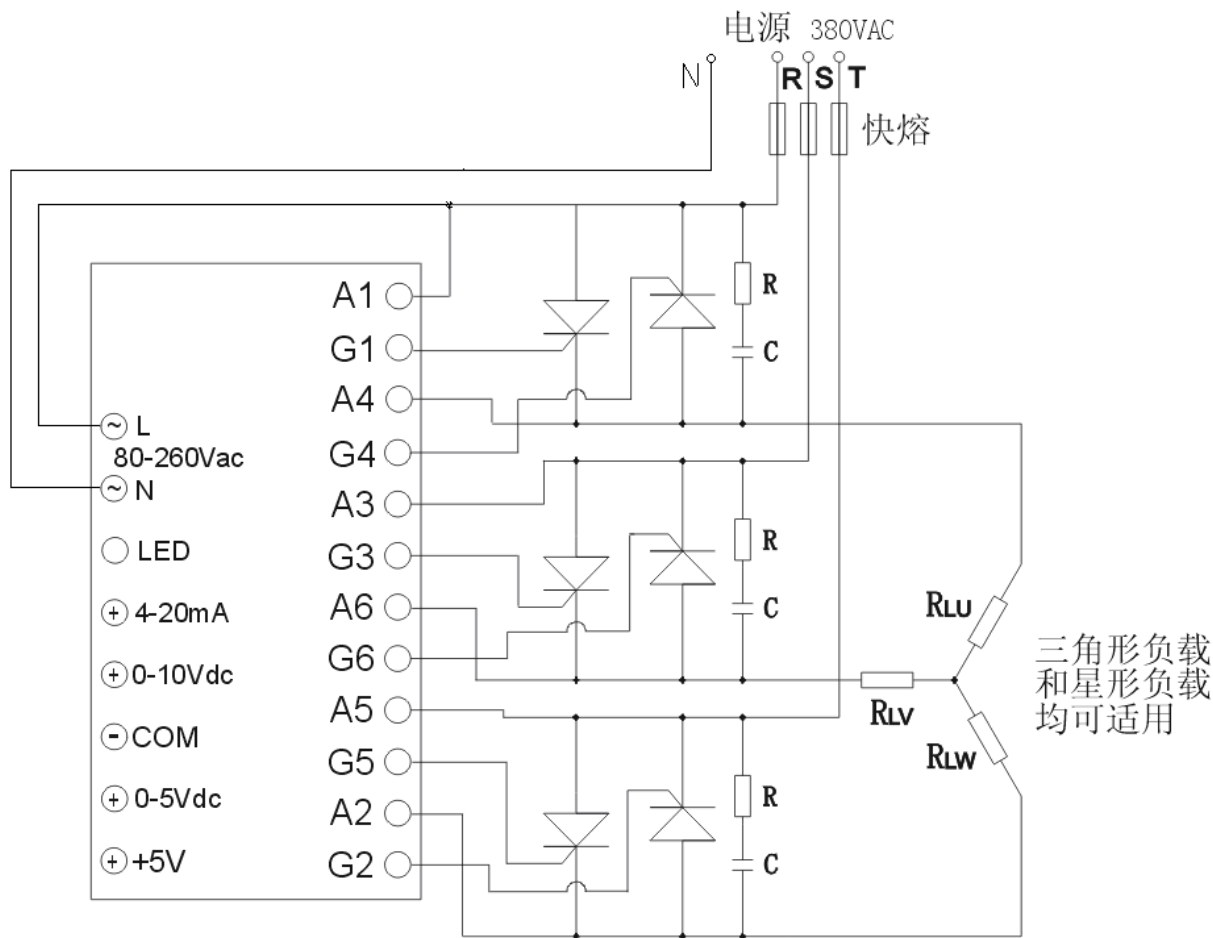 电源 380VAC
N
R S T
快熔
A1
G1
A4
G4
A3
G3
A6
G6
A5
G5
A2
G2
~ L
80-260Vac
~ N
LED
+ 4-20mA
+ 0-10Vdc
- COM
+ 0-5Vdc
+ +5V
R
C
R
C
R
C
RLU
RLV
RLW
三角形负载
和星形负载
均可适用